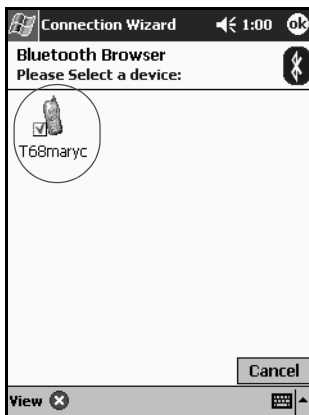 Connection Wizard 1:00 ok
Bluetooth Browser
Please Select a device:
T68maryc
Cancel
View